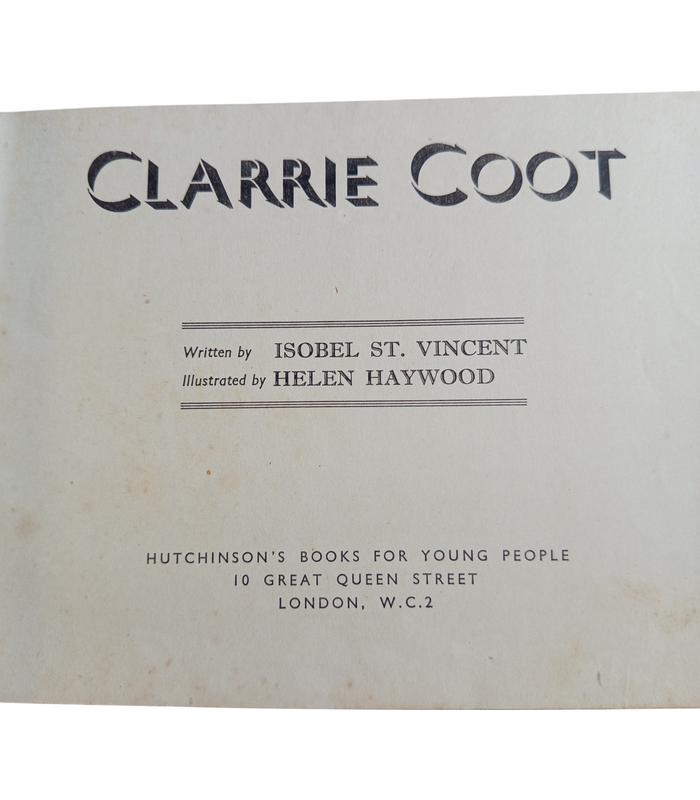 CLARRIE COOT
Written by ISOBEL ST. VINCENT
Illustrated by HELEN HAYWOOD
HUTCHINSON'S BOOKS FOR YOUNG PEOPLE
10 GREAT QUEEN STREET
LONDON, W.C.2